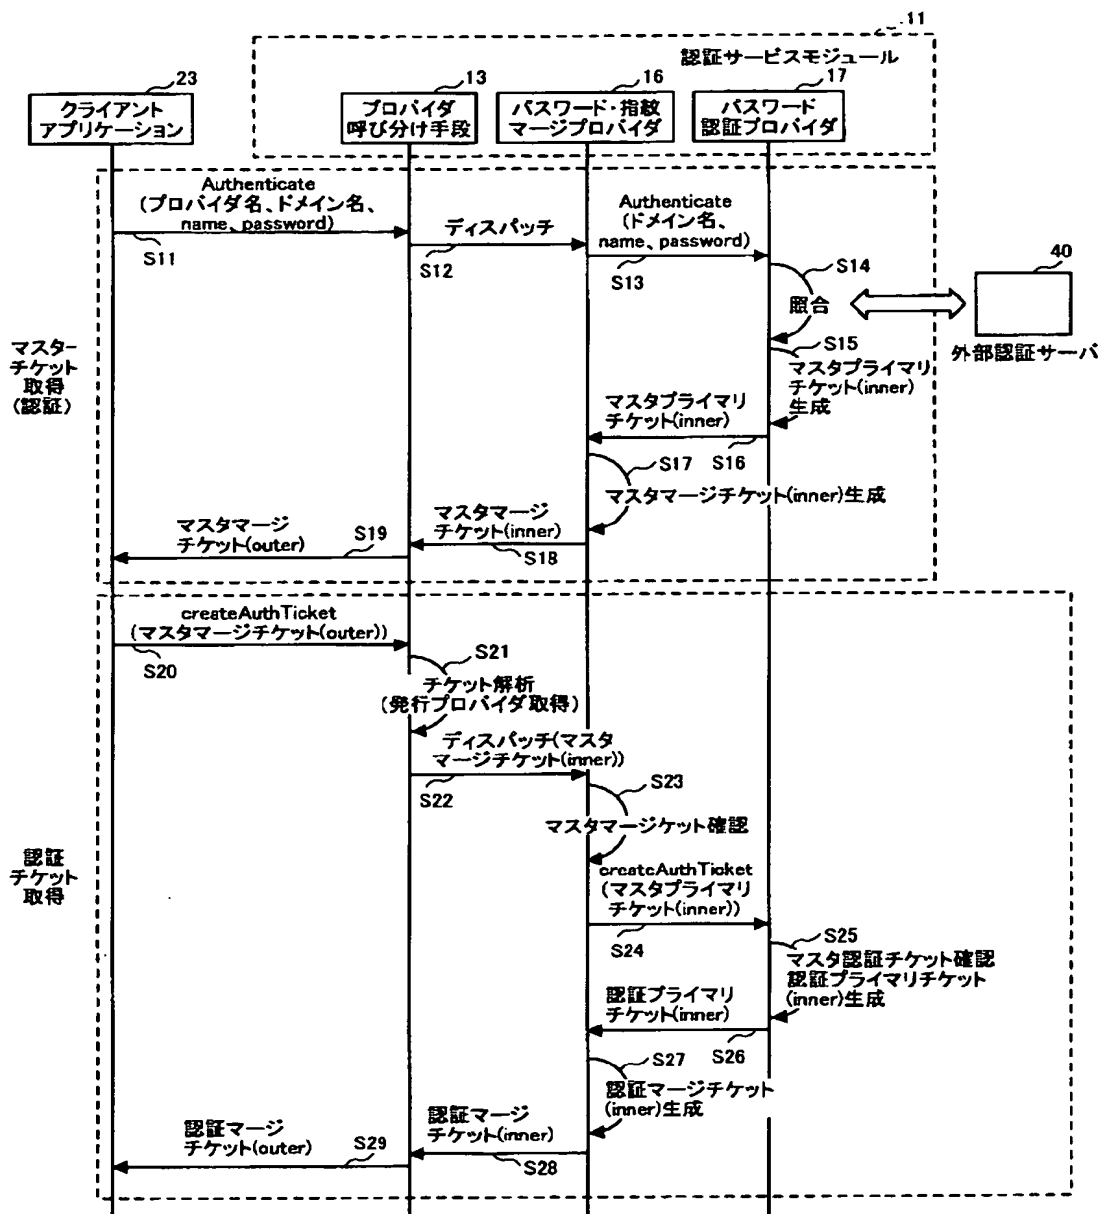 11
認証サービスモジュール
23
クライアント
アプリケーション
13
プロバイダ
呼び分け手段
16
パスワード・指紋
マージプロバイダ
17
パスワード
認証プロバイダ
マスター
チケット
取得
(認証)
Authenticate
(プロバイダ名、ドメイン名、
name、password)
S11
ディスパッチ
S12
Authenticate
(ドメイン名、
name、password)
S13
S14
照合
40
外部認証サーバ
S15
マスタプライマリ
チケット(inner)
生成
マスタプライマリ
チケット(inner)
S16
S17
マスタマージチケット(inner)生成
マスタマージ
チケット(inner)
S18
マスタマージ
チケット(outer)
S19
認証
チケット
取得
createAuthTicket
(マスタマージチケット(outer))
S20
S21
チケット解析
(発行プロバイダ取得)
ディスパッチ(マスタ
マージチケット(inner))
S22
S23
マスタマージケット確認
createAuthTicket
(マスタプライマリ
チケット(inner))
S24
S25
マスタ認証チケット確認
認証プライマリチケット
(inner)生成
認証プライマリ
チケット(inner)
S26
S27
認証マージチケット
(inner)生成
認証マージ
チケット(inner)
S28
認証マージ
チケット(outer)
S29